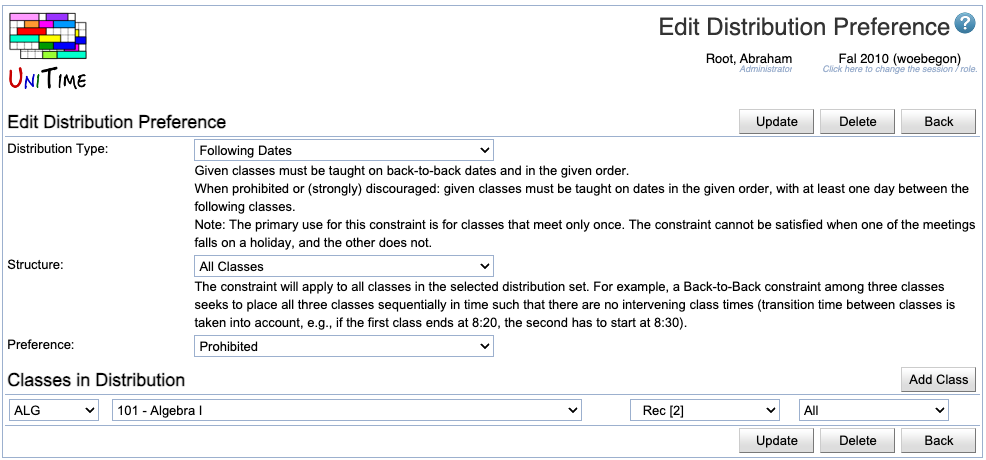 Edit Distribution Preference ?
UNITIME
Root, Abraham
Administrator
Fal 2010 (woebegon)
Click here to change the session / role.
Edit Distribution Preference
Update Delete Back
Distribution Type: Following Dates
Given classes must be taught on back-to-back dates and in the given order.
When prohibited or (strongly) discouraged: given classes must be taught on dates in the given order, with at least one day between the
following classes.
Note: The primary use for this constraint is for classes that meet only once. The constraint cannot be satisfied when one of the meetings
falls on a holiday, and the other does not.
Structure: All Classes
The constraint will apply to all classes in the selected distribution set. For example, a Back-to-Back constraint among three classes
seeks to place all three classes sequentially in time such that there are no intervening class times (transition time between classes is
taken into account, e.g., if the first class ends at 8:20, the second has to start at 8:30).
Preference: Prohibited
Classes in Distribution Add Class
ALG 101 - Algebra I Rec [2] All
Update Delete Back